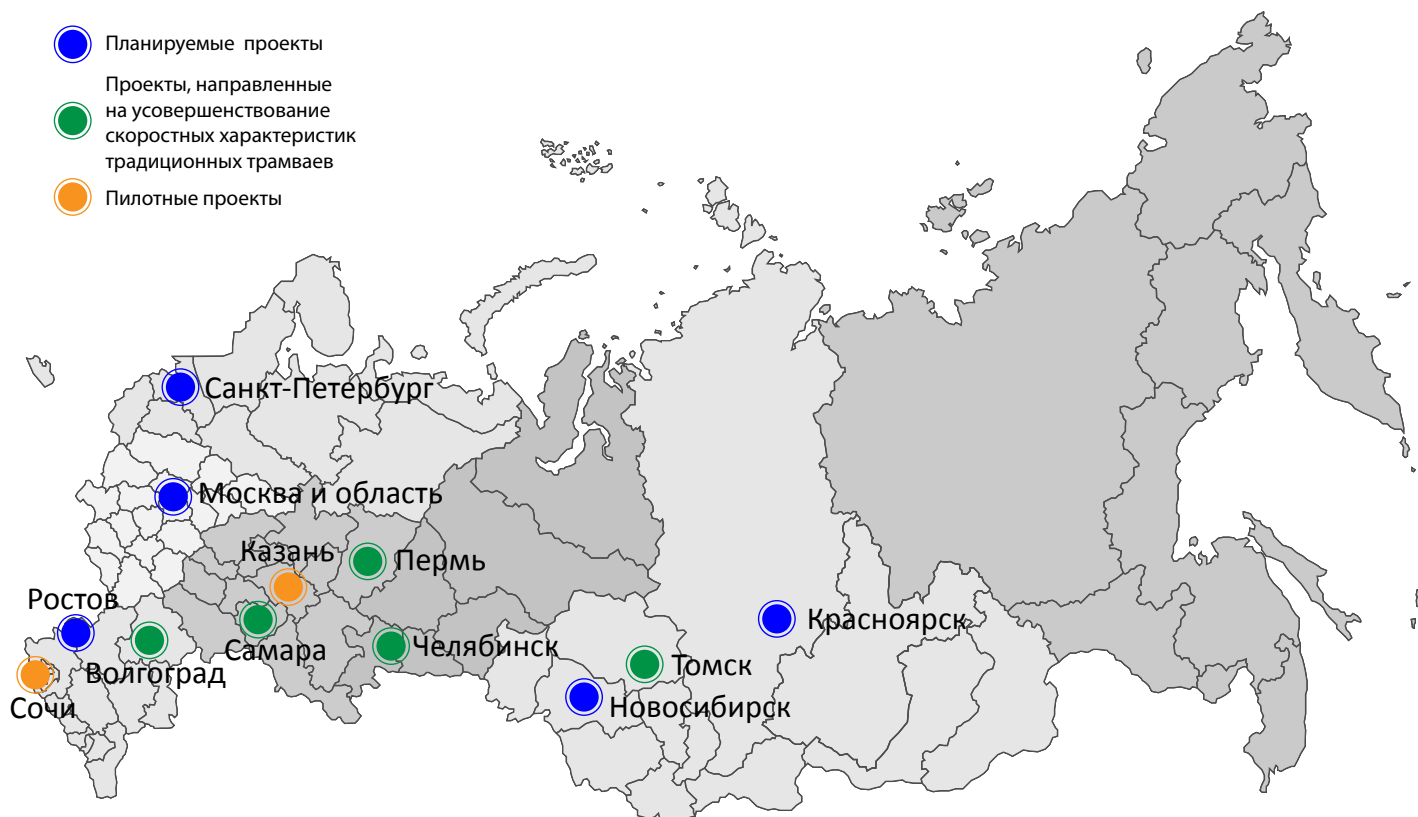 Планируемые проекты
Проекты, направленные
на усовершенствование
скоростных характеристик
традиционных трамваев
Пилотные проекты
Санкт-Петербург
Москва и область
Казань
Пермь
Ростов
Красноярск
Самара
Челябинск
Волгоград
Томск
Сочи
Новосибирск